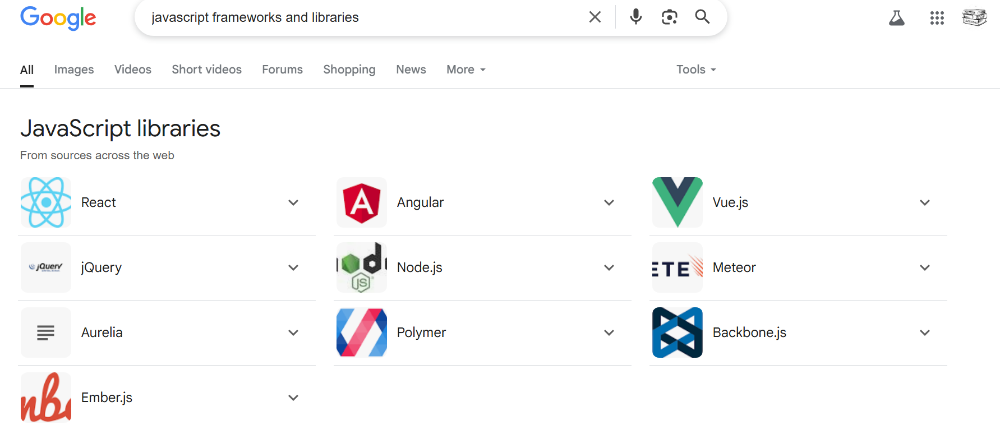 Google
javascript frameworks and libraries
All Images Videos Short videos Forums Shopping News More Tools
JavaScript libraries
From sources across the web
React
Angular
Vue.js
jQuery
jQuery
Node.js
JS
Meteor
ETE
Aurelia
Polymer
Backbone.js
Ember.js